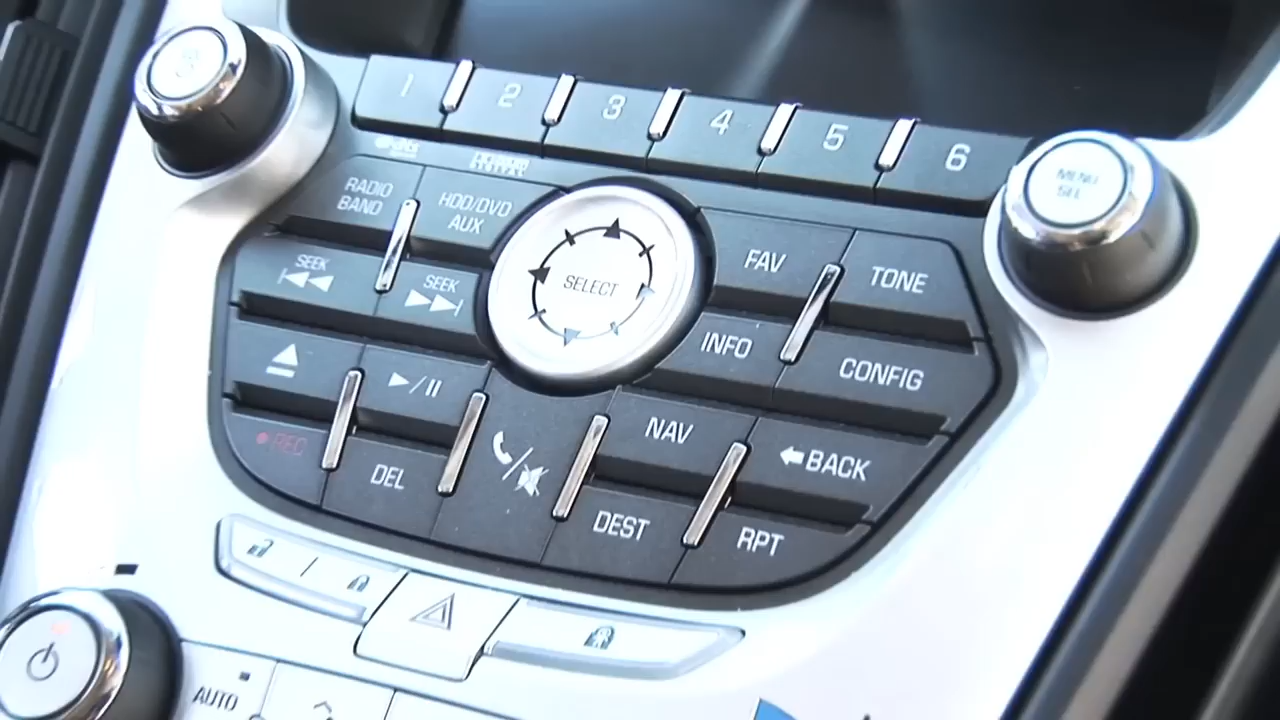 1 2 3 4 5 6
RADIO
BAND
HDD/DVD
AUX
MENU
SEL
SEEK
SEEK
SELECT
FAV
TONE
INFO
CONFIG
REC
DEL
NAV
BACK
DEST
RPT
AUTO